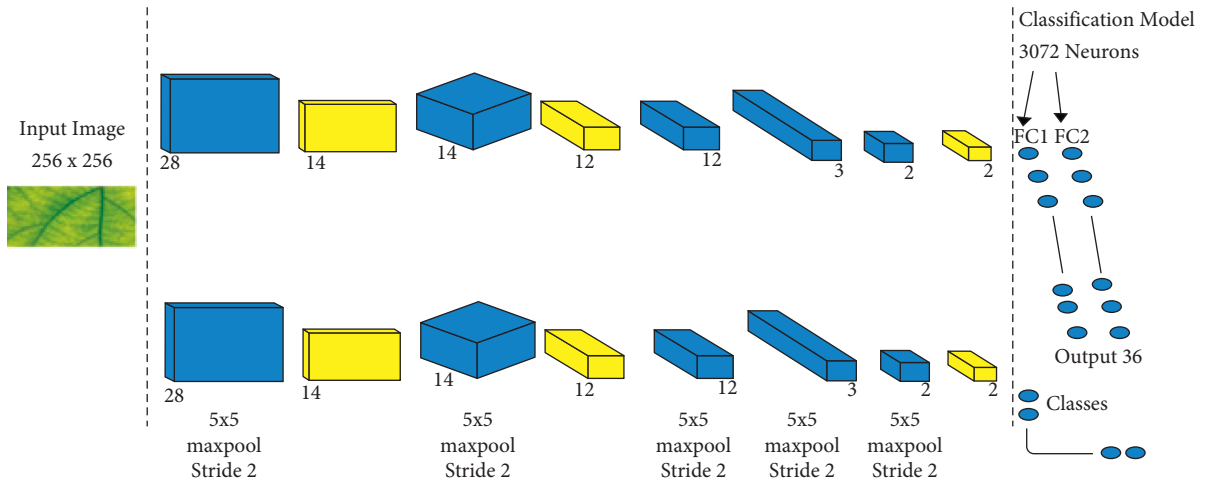 Input Image
256 x 256
28
14
14
12
12
3
2
2
28
14
14
12
12
3
2
2
5x5
maxpool
Stride 2
5x5
maxpool
Stride 2
5x5
maxpool
Stride 2
5x5
maxpool
Stride 2
5x5
maxpool
Stride 2
Classification Model
3072 Neurons
FC1 FC2
Output 36
Classes